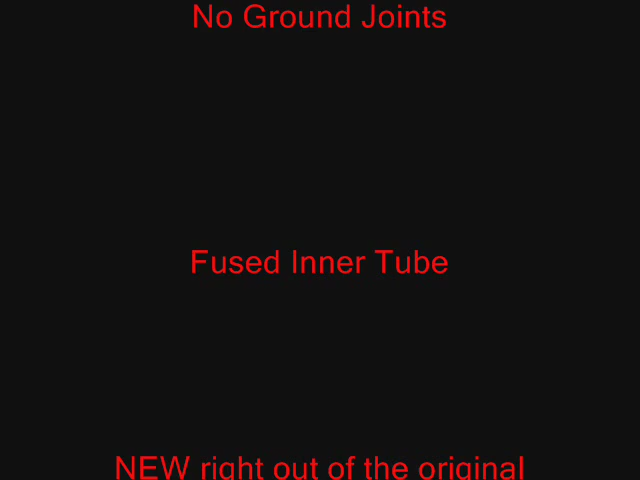 No Ground Joints
Fused Inner Tube
NEW right out of the original